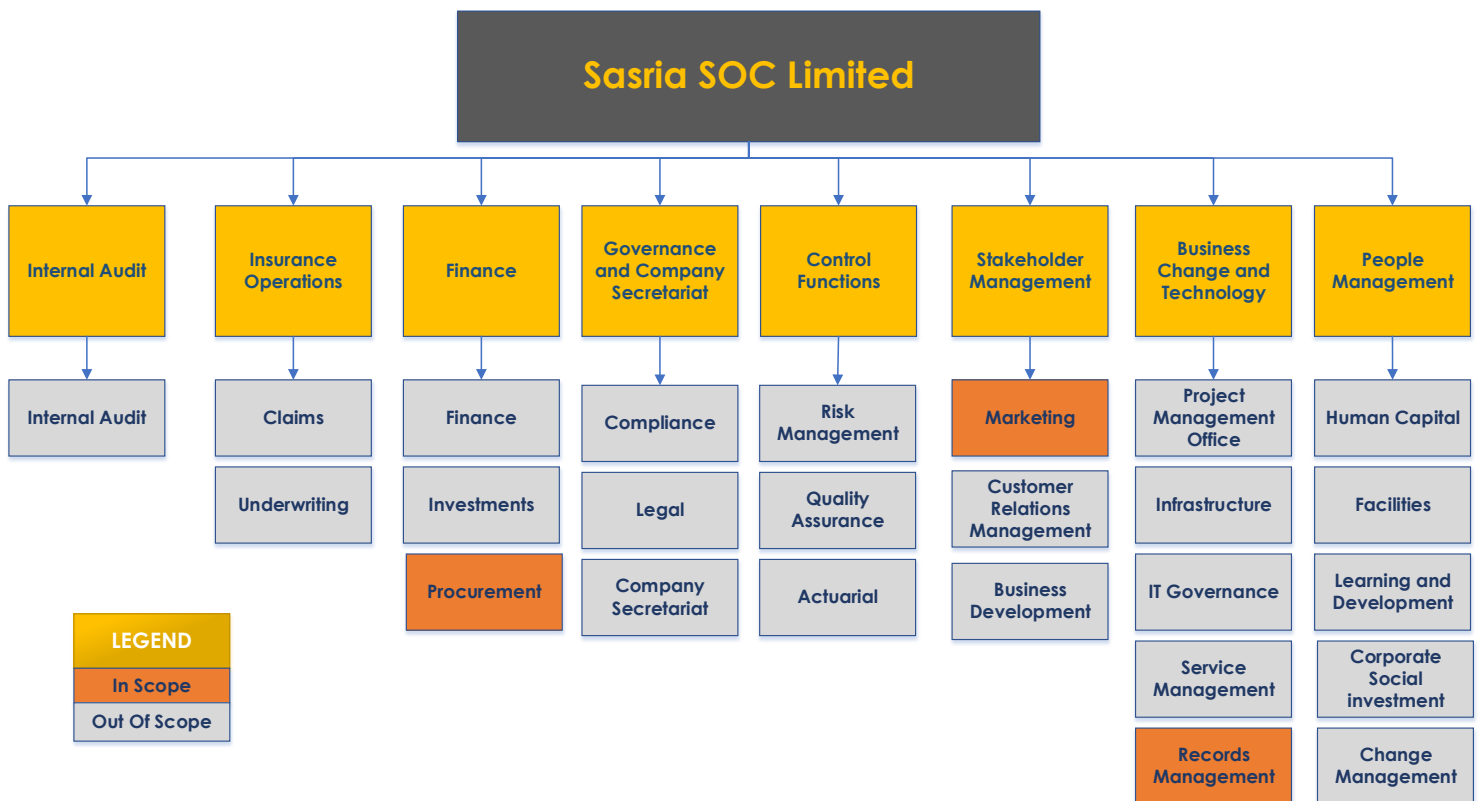 Sasria SOC Limited
Internal Audit
Insurance
Operations
Finance
Governance
and Company
Secretariat
Control
Functions
Stakeholder
Management
Business
Change and
Technology
People
Management
Internal Audit
Claims
Finance
Compliance
Risk
Management
Marketing
Project
Management
Office
Human Capital
Underwriting
Investments
Legal
Quality
Assurance
Customer
Relations
Management
Infrastructure
Facilities
Procurement
Company
Secretariat
Actuarial
Business
Development
IT Governance
Learning and
Development
LEGEND
In Scope
Out Of Scope
Service
Management
Corporate
Social
investment
Records
Management
Change
Management